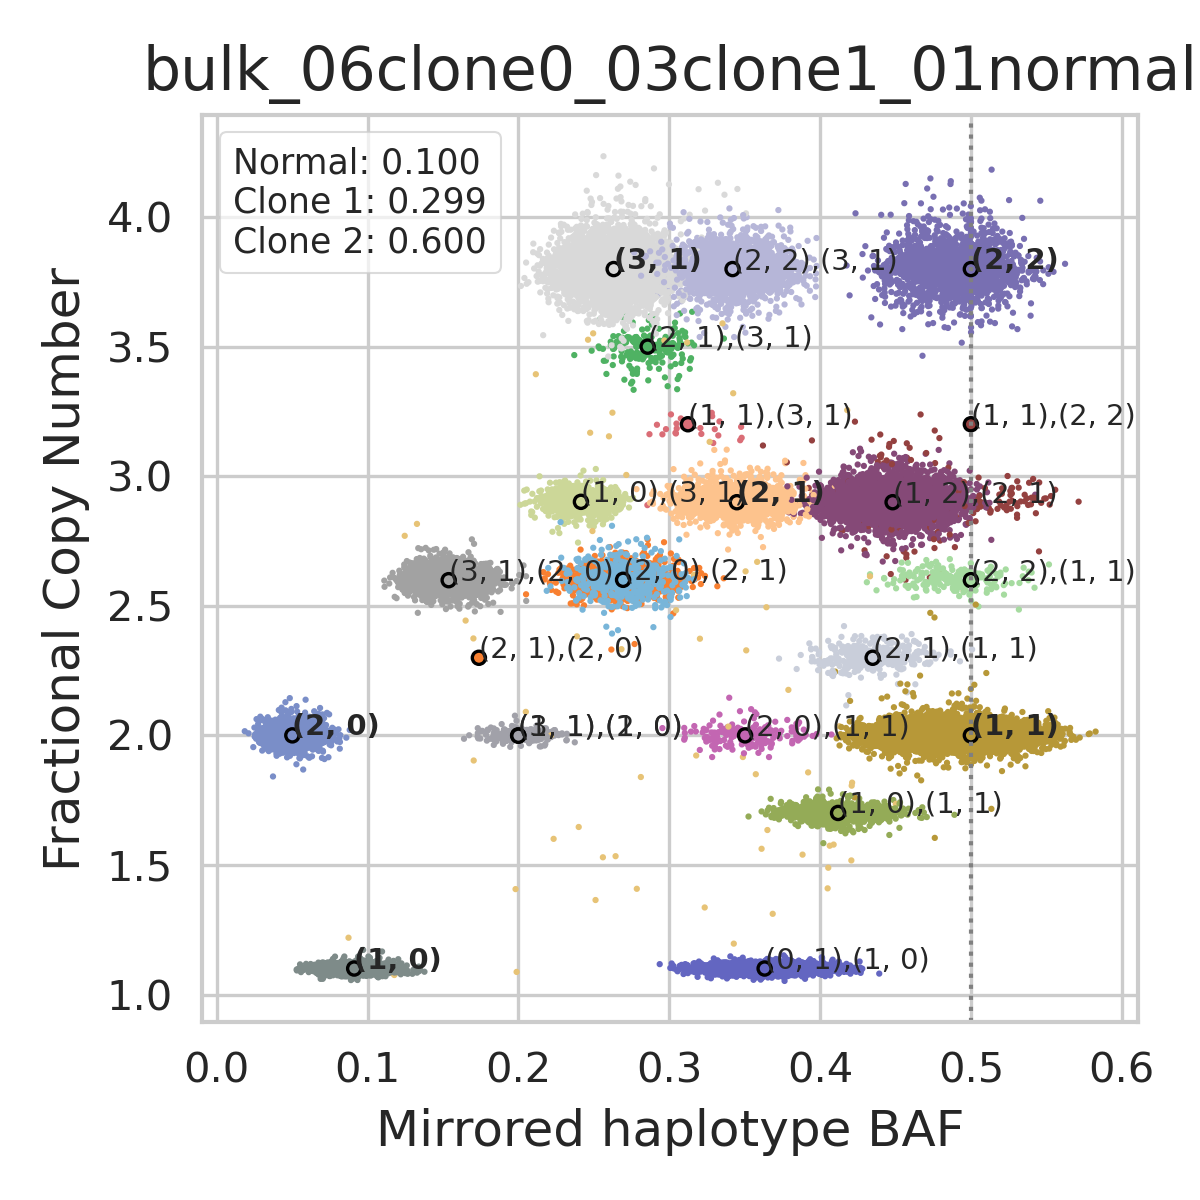 bulk_06clone0_03clone1_01normal
Normal: 0.100
Clone 1: 0.299
Clone 2: 0.600
Fractional Copy Number
4.0
3.5
3.0
2.5
2.0
1.5
1.0
(3, 1)
(2, 2),(3, 1)
(2, 2)
(2, 1),(3, 1)
(1, 1),(3, 1)
(1, 1),(2, 2)
(1, 0),(3, 1)
(2, 1)
(1, 2),(2, 1)
(3, 1),(2, 0)
(2, 0),(2, 1)
(2, 2),(1, 1)
(2, 1),(2, 0)
(2, 1),(1, 1)
(2, 0)
(2, 0),(1, 1)
(1, 1)
(1, 0),(1, 1)
(1, 0)
(0, 1),(1, 0)
0.0 0.1 0.2 0.3 0.4 0.5 0.6
Mirrored haplotype BAF